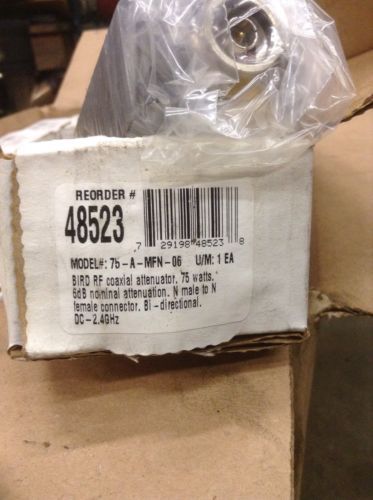 REORDER #
48523
7 29198 48523 8
MODEL#: 75-A-MFN-06 U/M: 1 EA
BIRD RF coaxial attenuator. 75 watts.
6dB nominal attenuation. N male to N
female connector. Bi-directional.
DC-2.4GHz